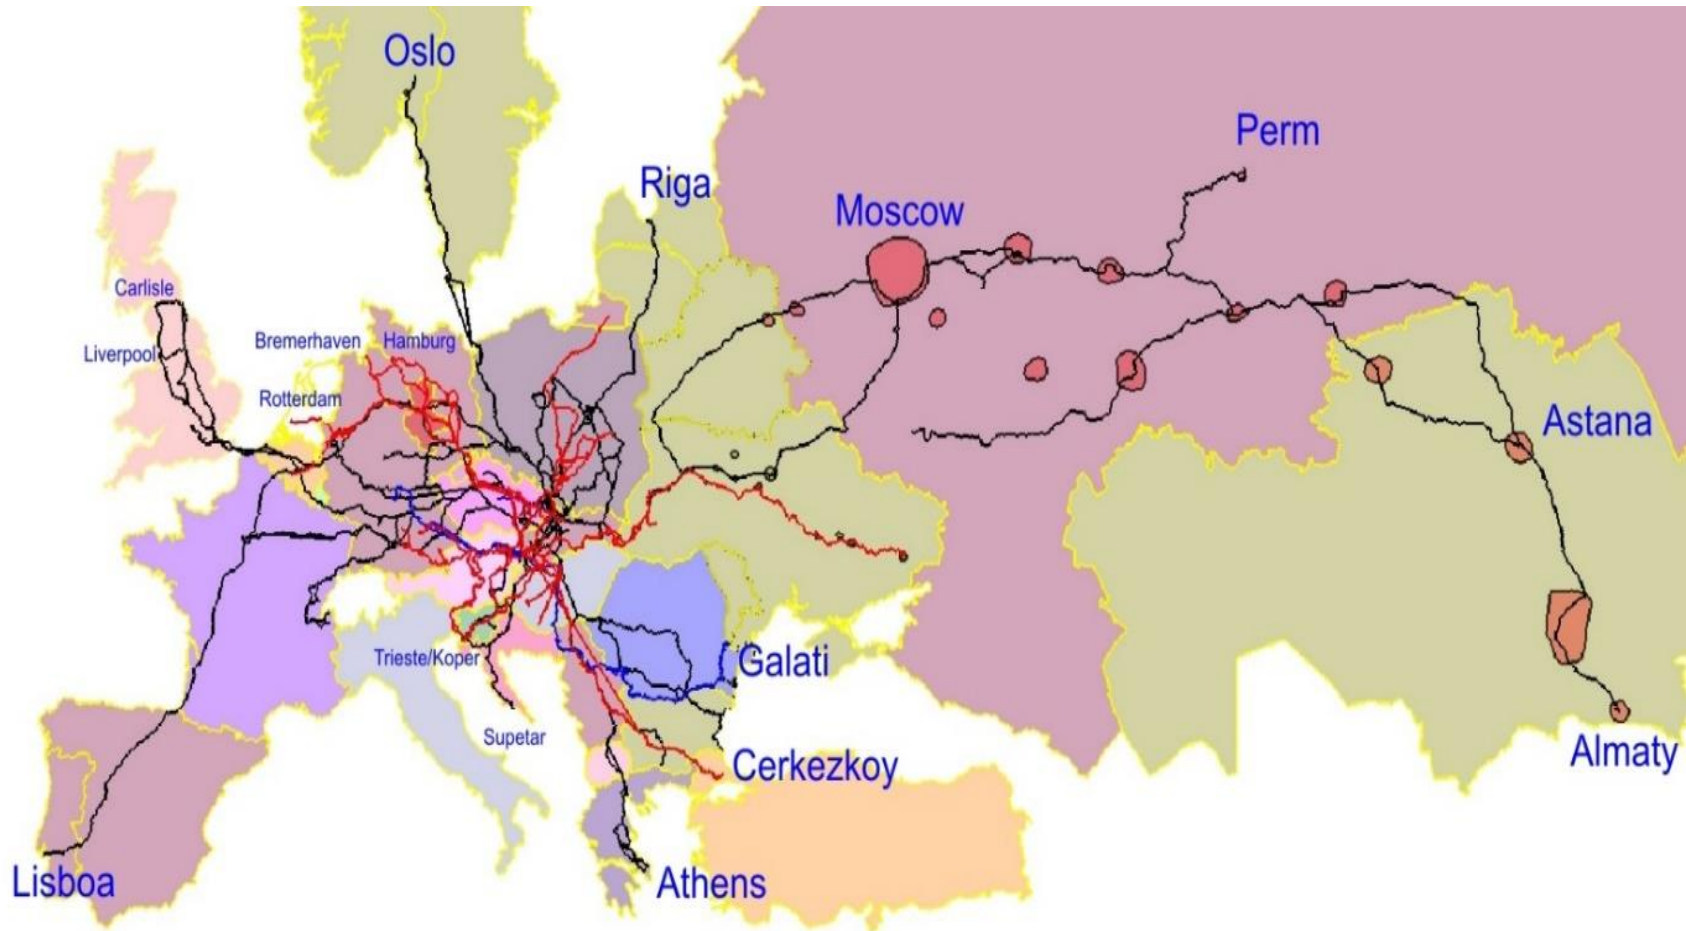 Oslo
Perm
Riga
Moscow
Carlisle
Bremerhaven
Hamburg
Liverpool
Rotterdam
Astana
Trieste/Koper
Galati
Supetar
Cerkezkoy
Almaty
Lisboa
Athens